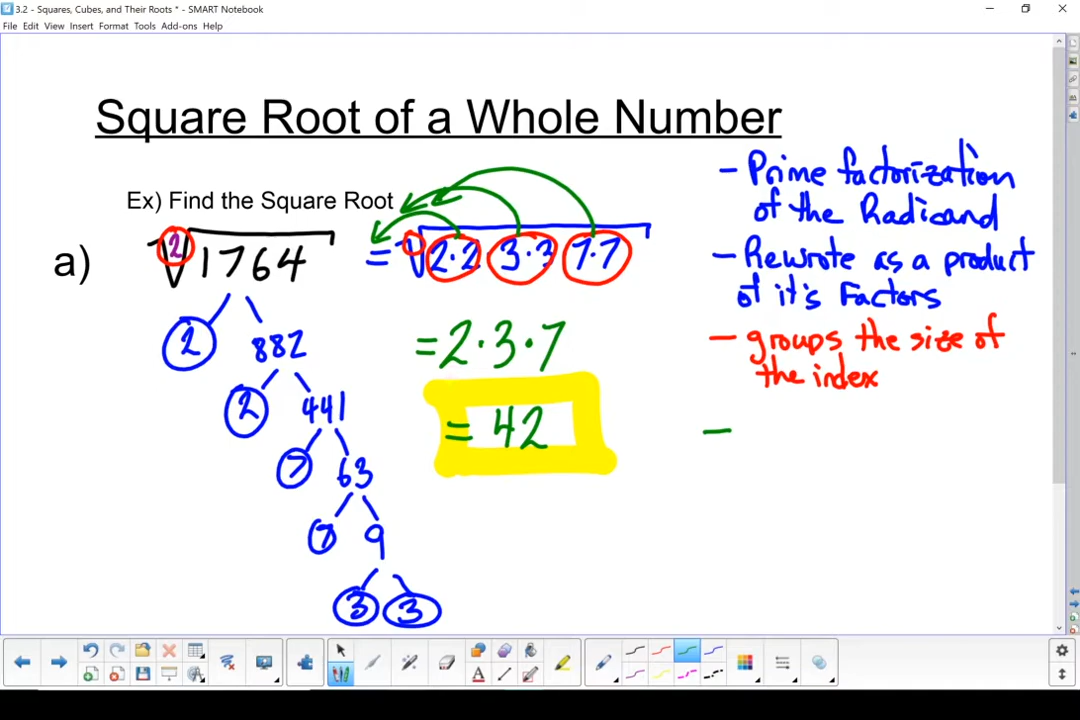 3.2 - Squares, Cubes, and Their Roots * - SMART Notebook
File Edit View Insert Format Tools Add-ons Help
Square Root of a Whole Number
Ex) Find the Square Root
a) ²√1764 = √2·2 3·3 7·7
2 882
2 441
7 63
7 9
3 3
= 2·3·7
= 42
- Prime factorization
of the Radicand
- Rewrote as a product
of it's Factors
- groups the size of
the index
-